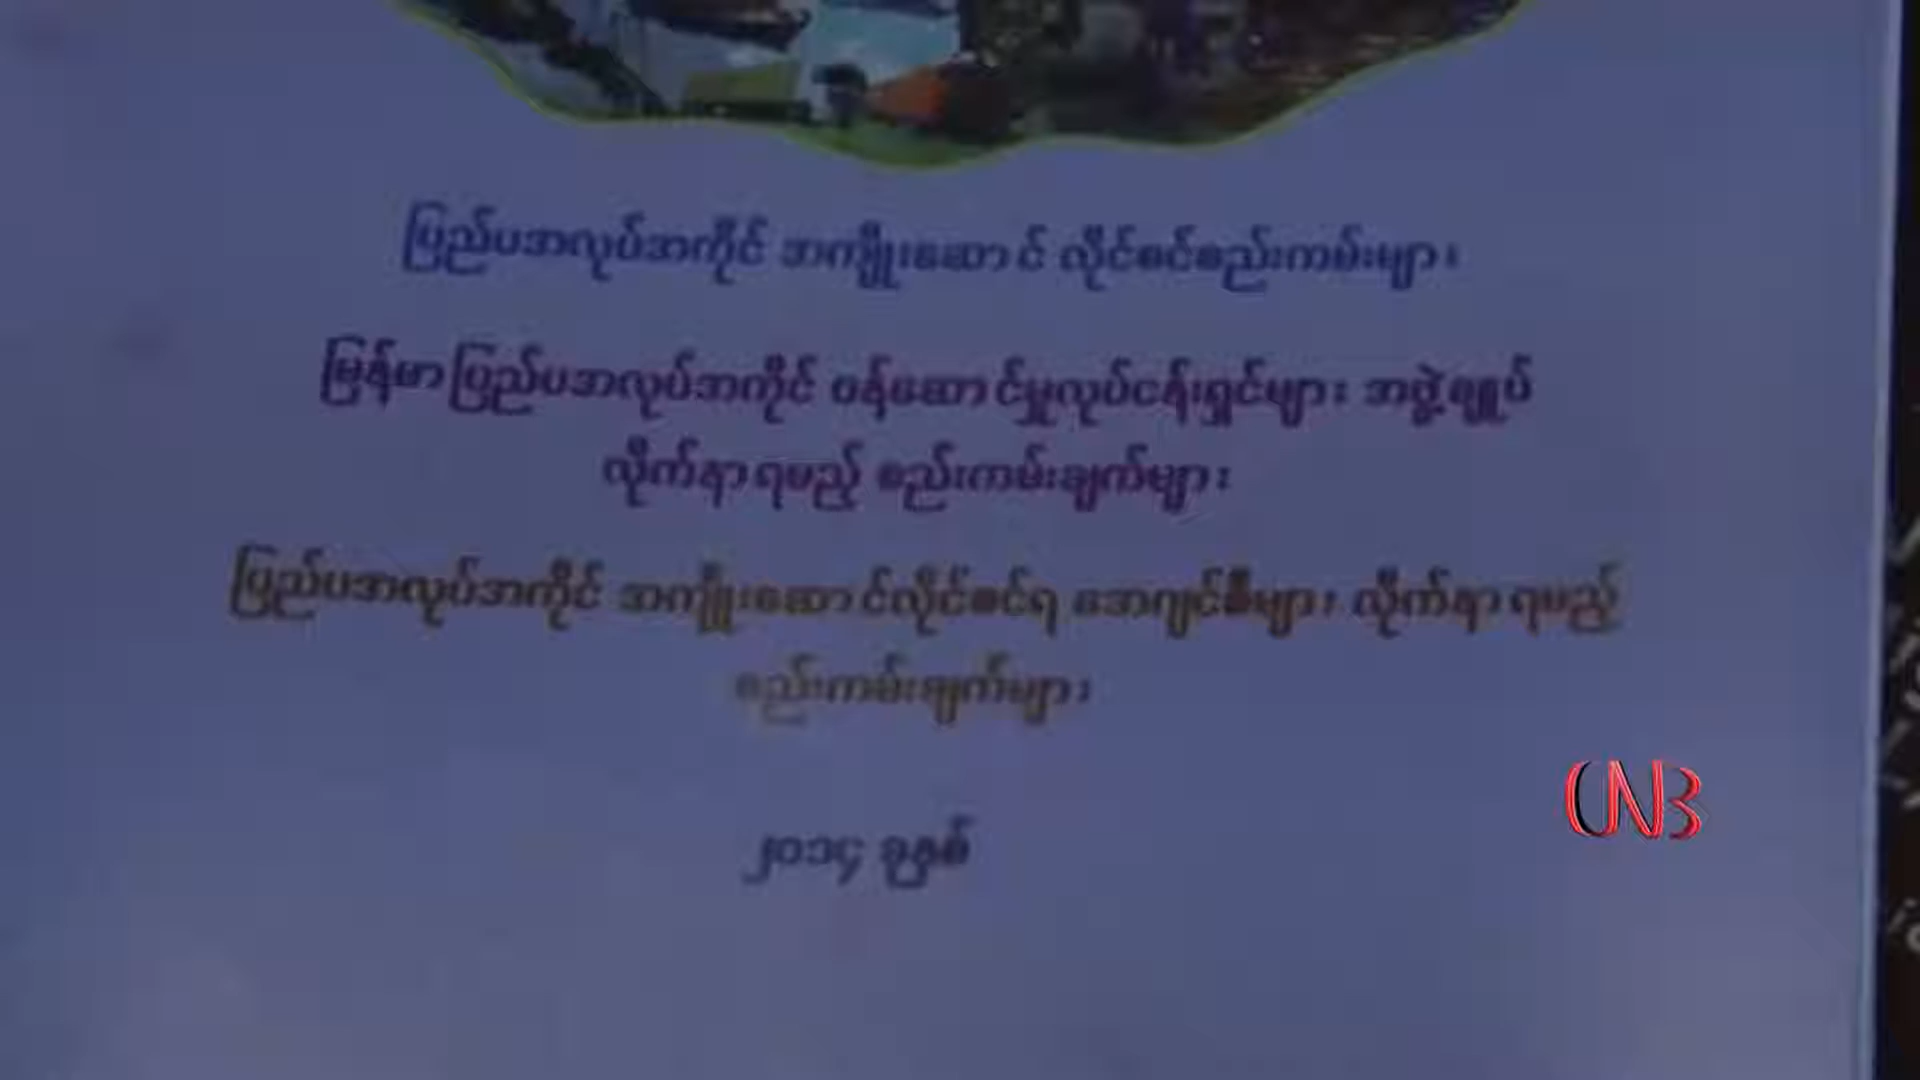 ပြည်ပအလုပ်အကိုင် အကျိုးဆောင် လိုင်စင်စည်းကမ်းများ
မြန်မာပြည်ပအလုပ်အကိုင် ဝန်ဆောင်မှုလုပ်ငန်းရှင်များ အဖွဲ့ချုပ်
လိုက်နာရမည့် စည်းကမ်းချက်များ
ပြည်ပအလုပ်အကိုင် အကျိုးဆောင်လိုင်စင်ရ အေဂျင်စီများ လိုက်နာရမည့်
စည်းကမ်းချက်များ
CNB
၂၀၁၄ ခုနှစ်